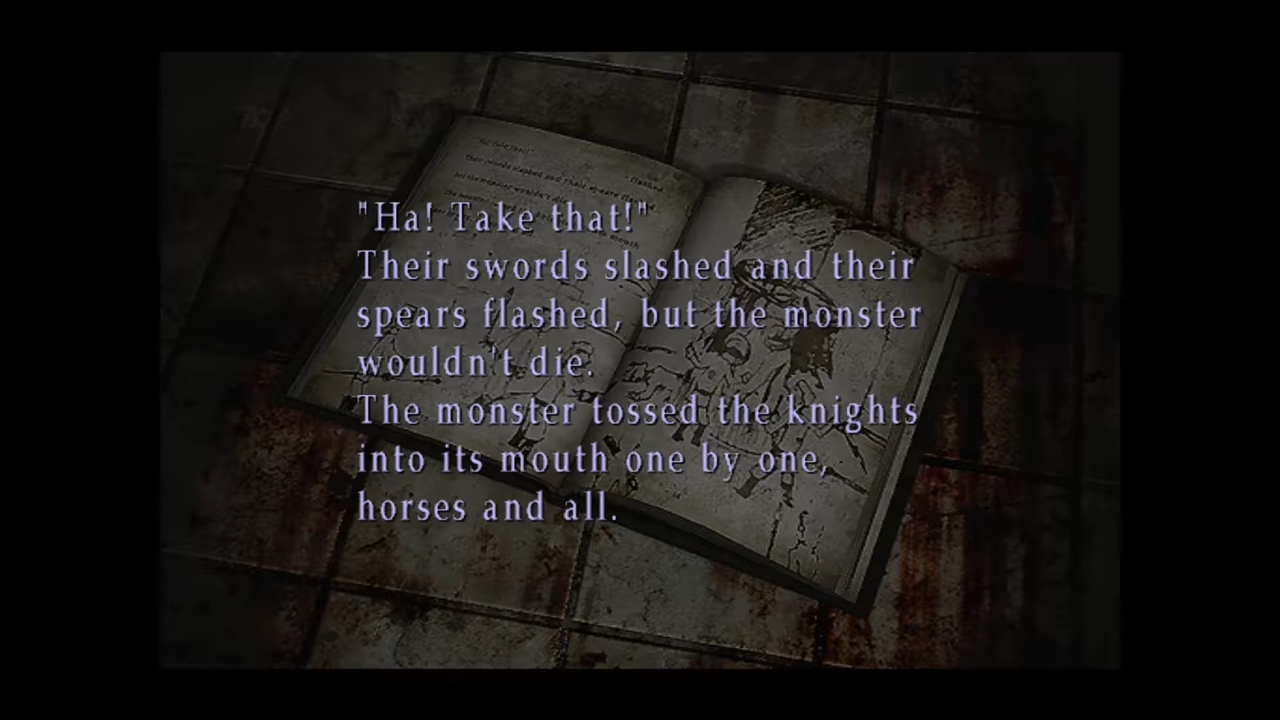 "Ha! Take that!"
Their swords slashed and their
spears flashed, but the monster
wouldn't die.
The monster tossed the knights
into its mouth one by one,
horses and all.